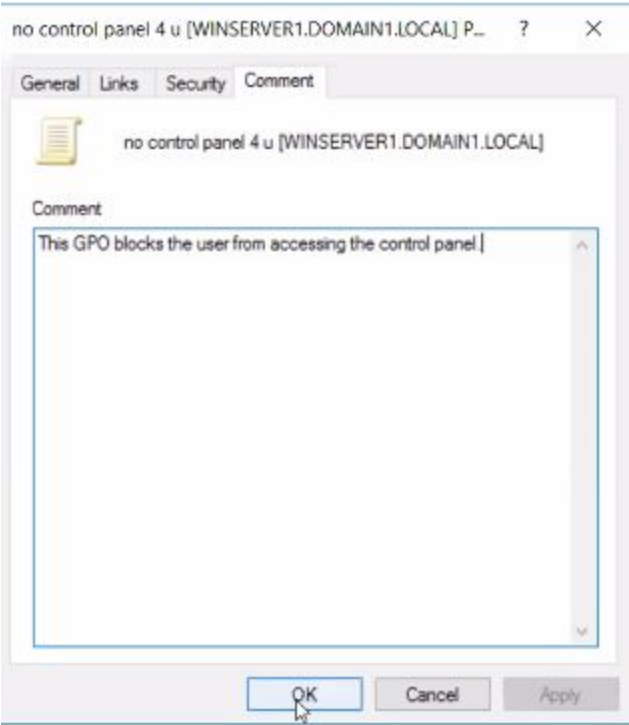 no control panel 4 u [WINSERVER1.DOMAIN1.LOCAL] P... ?
General Links Security Comment
no control panel 4 u [WINSERVER1.DOMAIN1.LOCAL]
Comment
This GPO blocks the user from accessing the control panel.
OK Cancel Apply